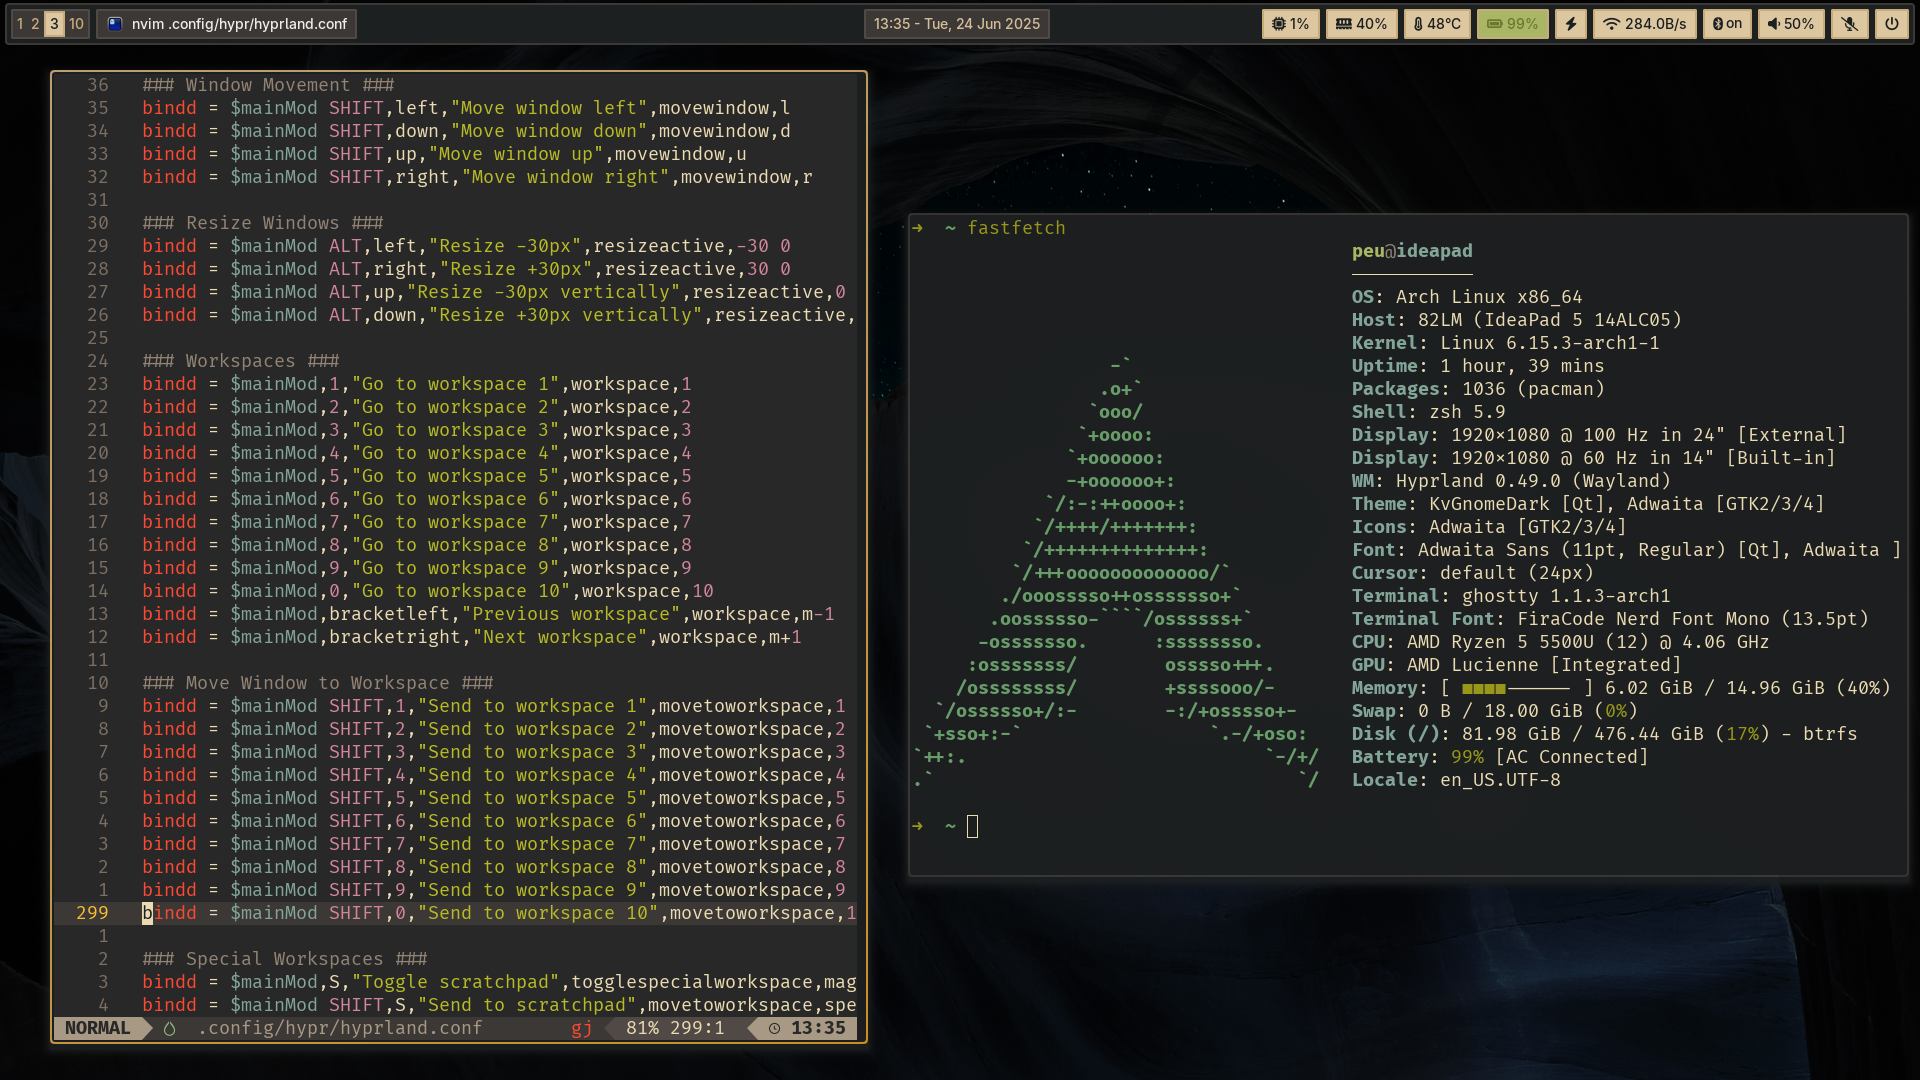 1 2 3 10
nvim .config/hypr/hyprland.conf
13:35 - Tue, 24 Jun 2025
1%
40%
48°C
99%
284.0B/s
on
50%
36 ### Window Movement ###
35 bindd = $mainMod SHIFT,left,"Move window left",movewindow,l
34 bindd = $mainMod SHIFT,down,"Move window down",movewindow,d
33 bindd = $mainMod SHIFT,up,"Move window up",movewindow,u
32 bindd = $mainMod SHIFT,right,"Move window right",movewindow,r
31
30 ### Resize Windows ###
29 bindd = $mainMod ALT,left,"Resize -30px",resizeactive,-30 0
28 bindd = $mainMod ALT,right,"Resize +30px",resizeactive,30 0
27 bindd = $mainMod ALT,up,"Resize -30px vertically",resizeactive,0
26 bindd = $mainMod ALT,down,"Resize +30px vertically",resizeactive,
25
24 ### Workspaces ###
23 bindd = $mainMod,1,"Go to workspace 1",workspace,1
22 bindd = $mainMod,2,"Go to workspace 2",workspace,2
21 bindd = $mainMod,3,"Go to workspace 3",workspace,3
20 bindd = $mainMod,4,"Go to workspace 4",workspace,4
19 bindd = $mainMod,5,"Go to workspace 5",workspace,5
18 bindd = $mainMod,6,"Go to workspace 6",workspace,6
17 bindd = $mainMod,7,"Go to workspace 7",workspace,7
16 bindd = $mainMod,8,"Go to workspace 8",workspace,8
15 bindd = $mainMod,9,"Go to workspace 9",workspace,9
14 bindd = $mainMod,0,"Go to workspace 10",workspace,10
13 bindd = $mainMod,bracketleft,"Previous workspace",workspace,m-1
12 bindd = $mainMod,bracketright,"Next workspace",workspace,m+1
11
10 ### Move Window to Workspace ###
9 bindd = $mainMod SHIFT,1,"Send to workspace 1",movetoworkspace,1
8 bindd = $mainMod SHIFT,2,"Send to workspace 2",movetoworkspace,2
7 bindd = $mainMod SHIFT,3,"Send to workspace 3",movetoworkspace,3
6 bindd = $mainMod SHIFT,4,"Send to workspace 4",movetoworkspace,4
5 bindd = $mainMod SHIFT,5,"Send to workspace 5",movetoworkspace,5
4 bindd = $mainMod SHIFT,6,"Send to workspace 6",movetoworkspace,6
3 bindd = $mainMod SHIFT,7,"Send to workspace 7",movetoworkspace,7
2 bindd = $mainMod SHIFT,8,"Send to workspace 8",movetoworkspace,8
1 bindd = $mainMod SHIFT,9,"Send to workspace 9",movetoworkspace,9
299 bindd = $mainMod SHIFT,0,"Send to workspace 10",movetoworkspace,1
1
2 ### Special Workspaces ###
3 bindd = $mainMod,S,"Toggle scratchpad",togglespecialworkspace,mag
4 bindd = $mainMod SHIFT,S,"Send to scratchpad",movetoworkspace,spe
NORMAL .config/hypr/hyprland.conf gj 81% 299:1 13:35
➜ ~ fastfetch
peu@ideapad
-----------
OS: Arch Linux x86_64
Host: 82LM (IdeaPad 5 14ALC05)
Kernel: Linux 6.15.3-arch1-1
-` Uptime: 1 hour, 39 mins
.o+` Packages: 1036 (pacman)
`ooo/ Shell: zsh 5.9
`+oooo: Display: 1920×1080 @ 100 Hz in 24" [External]
`+oooooo: Display: 1920×1080 @ 60 Hz in 14" [Built-in]
-+oooooo+: WM: Hyprland 0.49.0 (Wayland)
`/:-:++oooo+: Theme: KvGnomeDark [Qt], Adwaita [GTK2/3/4]
`/++++/+++++++: Icons: Adwaita [GTK2/3/4]
`/++++++++++++++: Font: Adwaita Sans (11pt, Regular) [Qt], Adwaita ]
`/+++ooooooooooooo/` Cursor: default (24px)
./ooosssso++osssssso+` Terminal: ghostty 1.1.3-arch1
.oossssso-````/ossssss+` Terminal Font: FiraCode Nerd Font Mono (13.5pt)
-osssssso. :ssssssso. CPU: AMD Ryzen 5 5500U (12) @ 4.06 GHz
:osssssss/ osssso+++. GPU: AMD Lucienne [Integrated]
/ossssssss/ +ssssooo/- Memory: [ ■■■■------ ] 6.02 GiB / 14.96 GiB (40%)
`/ossssso+/:- -:/+osssso+- Swap: 0 B / 18.00 GiB (0%)
`+sso+:-` `.-/+oso: Disk (/): 81.98 GiB / 476.44 GiB (17%) - btrfs
`++:. `-/+/ Battery: 99% [AC Connected]
.` `/ Locale: en_US.UTF-8
➜ ~